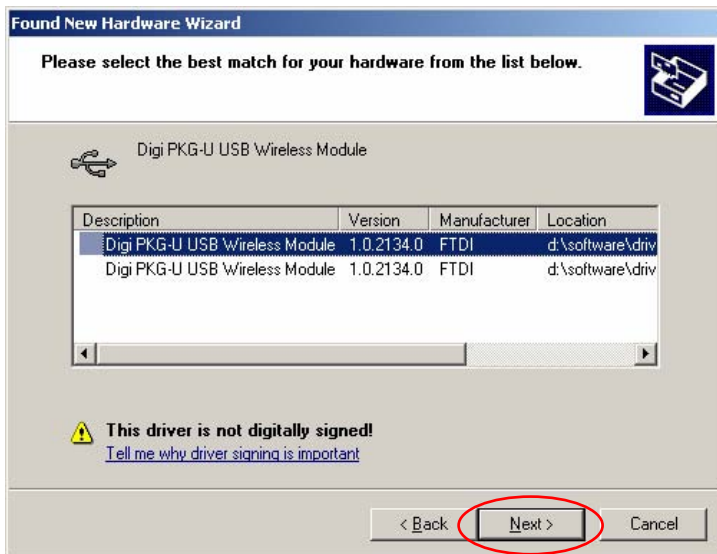 Found New Hardware Wizard
Please select the best match for your hardware from the list below.
Digi PKG-U USB Wireless Module
Description Version Manufacturer Location
Digi PKG-U USB Wireless Module 1.0.2134.0 FTDI d:\software\driv
Digi PKG-U USB Wireless Module 1.0.2134.0 FTDI d:\software\driv
This driver is not digitally signed!
Tell me why driver signing is important
< Back Next > Cancel